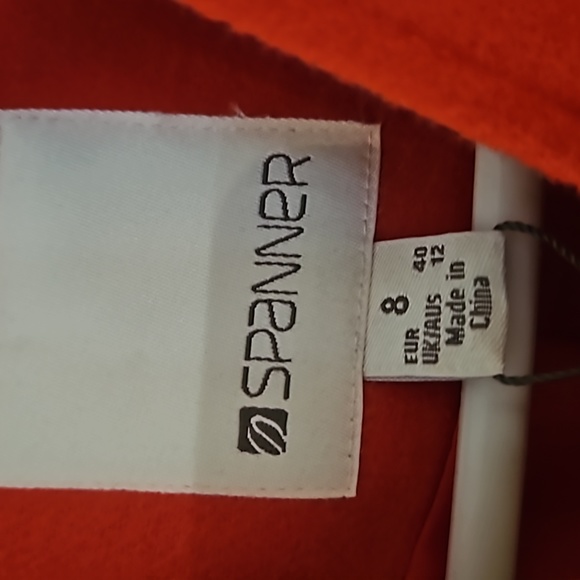 SPANNER
8
EUR 40
UK/AUS 12
Made in
China